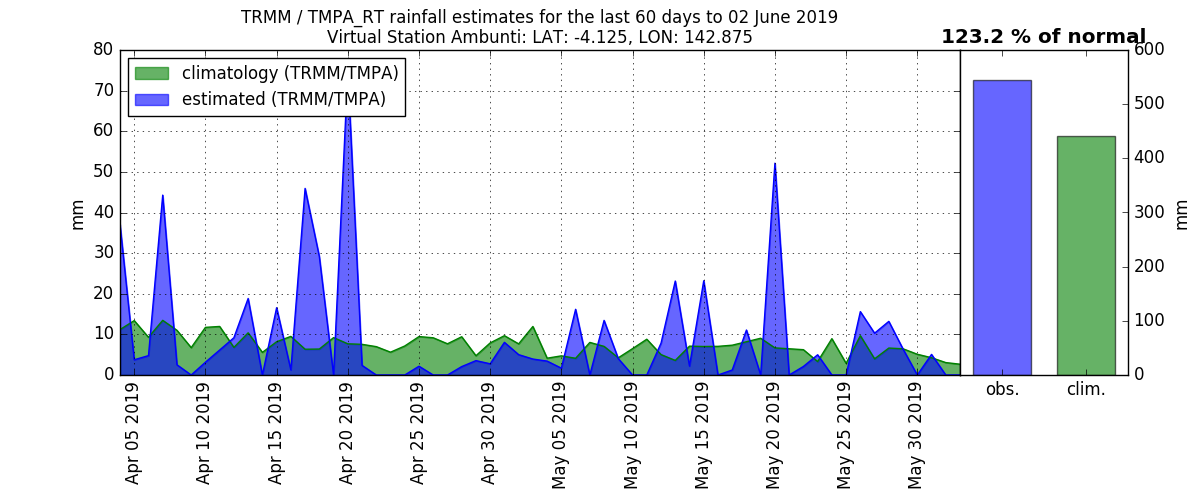 TRMM / TMPA_RT rainfall estimates for the last 60 days to 02 June 2019
Virtual Station Ambunti: LAT: -4.125, LON: 142.875
123.2 % of normal
climatology (TRMM/TMPA)
estimated (TRMM/TMPA)
80
70
60
50
40
30
20
10
0
mm
Apr 05 2019
Apr 10 2019
Apr 15 2019
Apr 20 2019
Apr 25 2019
Apr 30 2019
May 05 2019
May 10 2019
May 15 2019
May 20 2019
May 25 2019
May 30 2019
obs.
clim.
600
500
400
300
200
100
0
mm